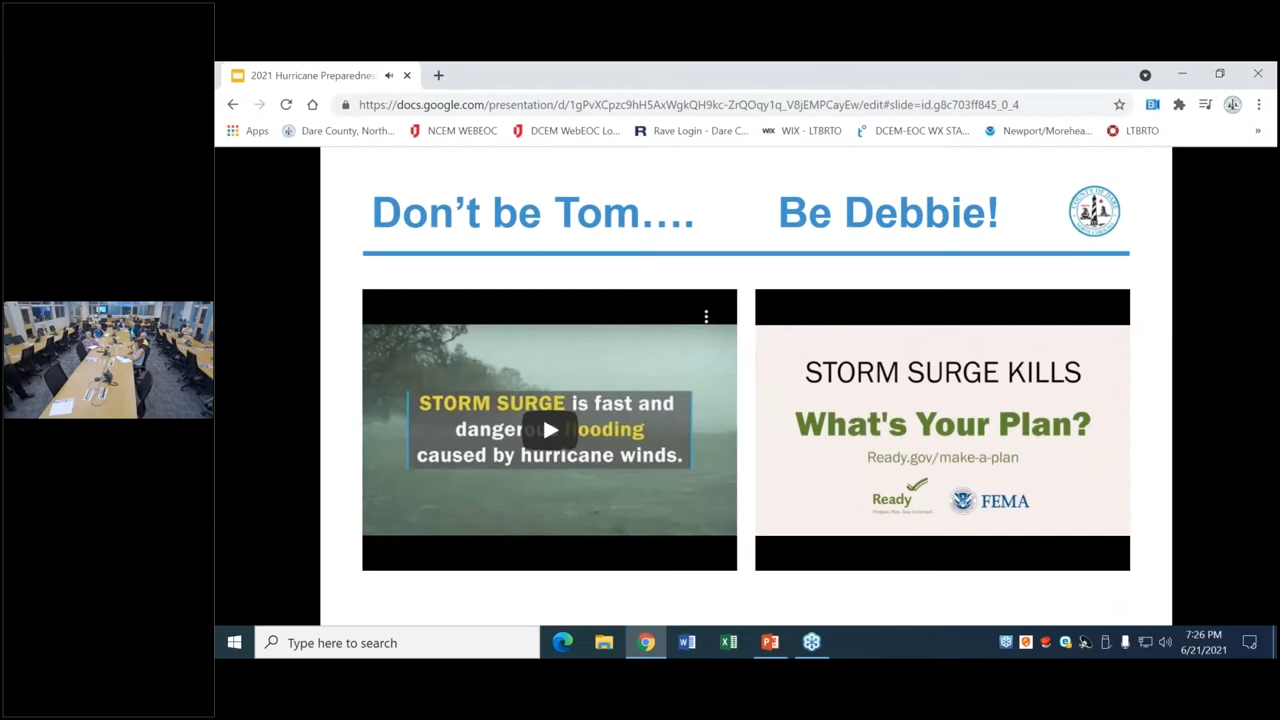 2021 Hurricane Preparednes
https://docs.google.com/presentation/d/1gPvXCpzc9hH5AxWgkQH9kc-ZrQOqy1q_V8jEMPCayEw/edit#slide=id.g8c703ff845_0_4
Apps Dare County, North... NCEM WEBEOC DCEM WebEOC Lo... Rave Login - Dare C... WIX WIX - LTBRTO DCEM-EOC WX STA... Newport/Morehea... LTBRTO »
Don't be Tom.... Be Debbie!
STORM SURGE is fast and
flooding
caused by hurricane winds.
STORM SURGE KILLS
What's Your Plan?
Ready.gov/make-a-plan
Ready
FEMA
Type here to search
7:26 PM
6/21/2021